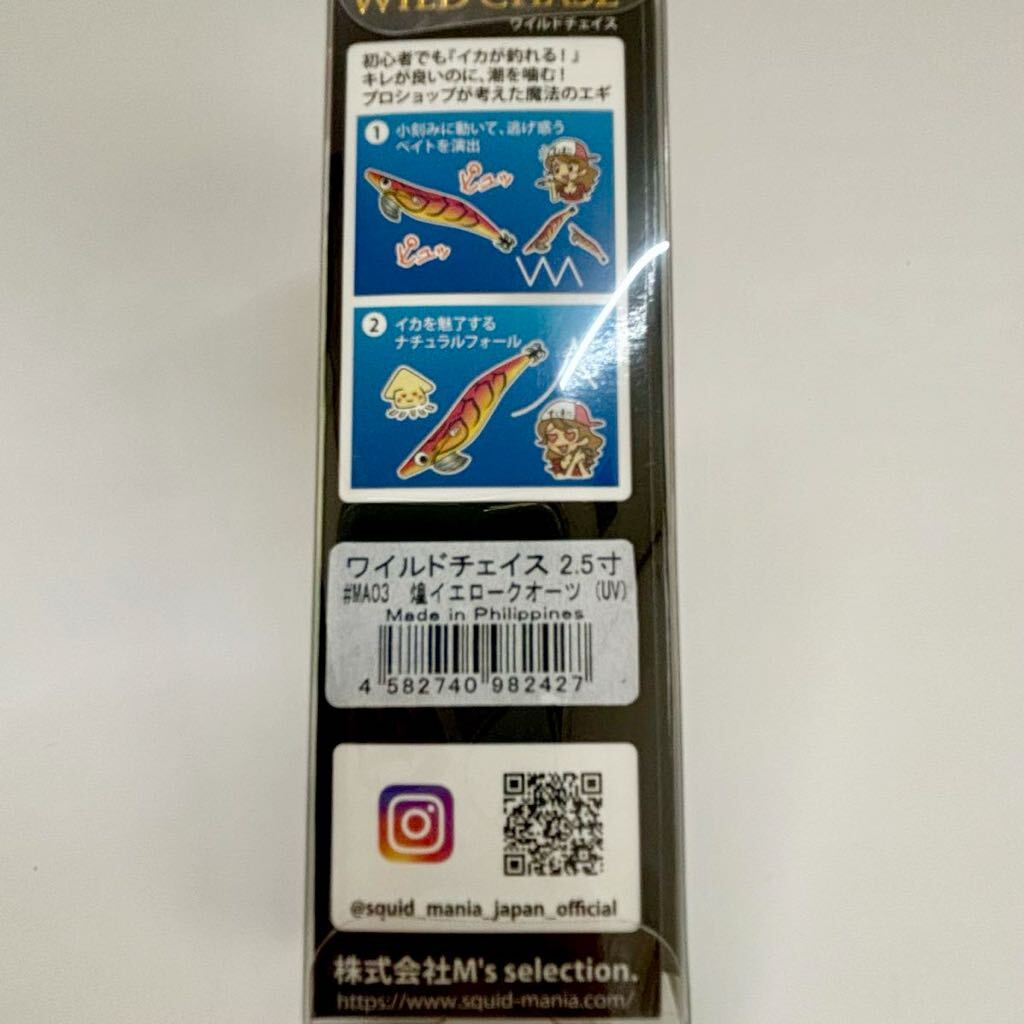 WILD CHASE
ワイルドチェイス
初心者でも『イカが釣れる！』
キレが良いのに、潮を噛む！
プロショップが考えた魔法のエギ
1 小刻みに動いて、逃げ惑う
ベイトを演出
ピュッ
ピュッ
2 イカを魅了する
ナチュラルフォール
ワイルドチェイス 2.5寸
#MA03 煌イエロークオーツ (UV)
Made in Philippines
4 582740 982427
@squid_mania_japan_official
株式会社M's selection.
https://www.squid-mania.com/